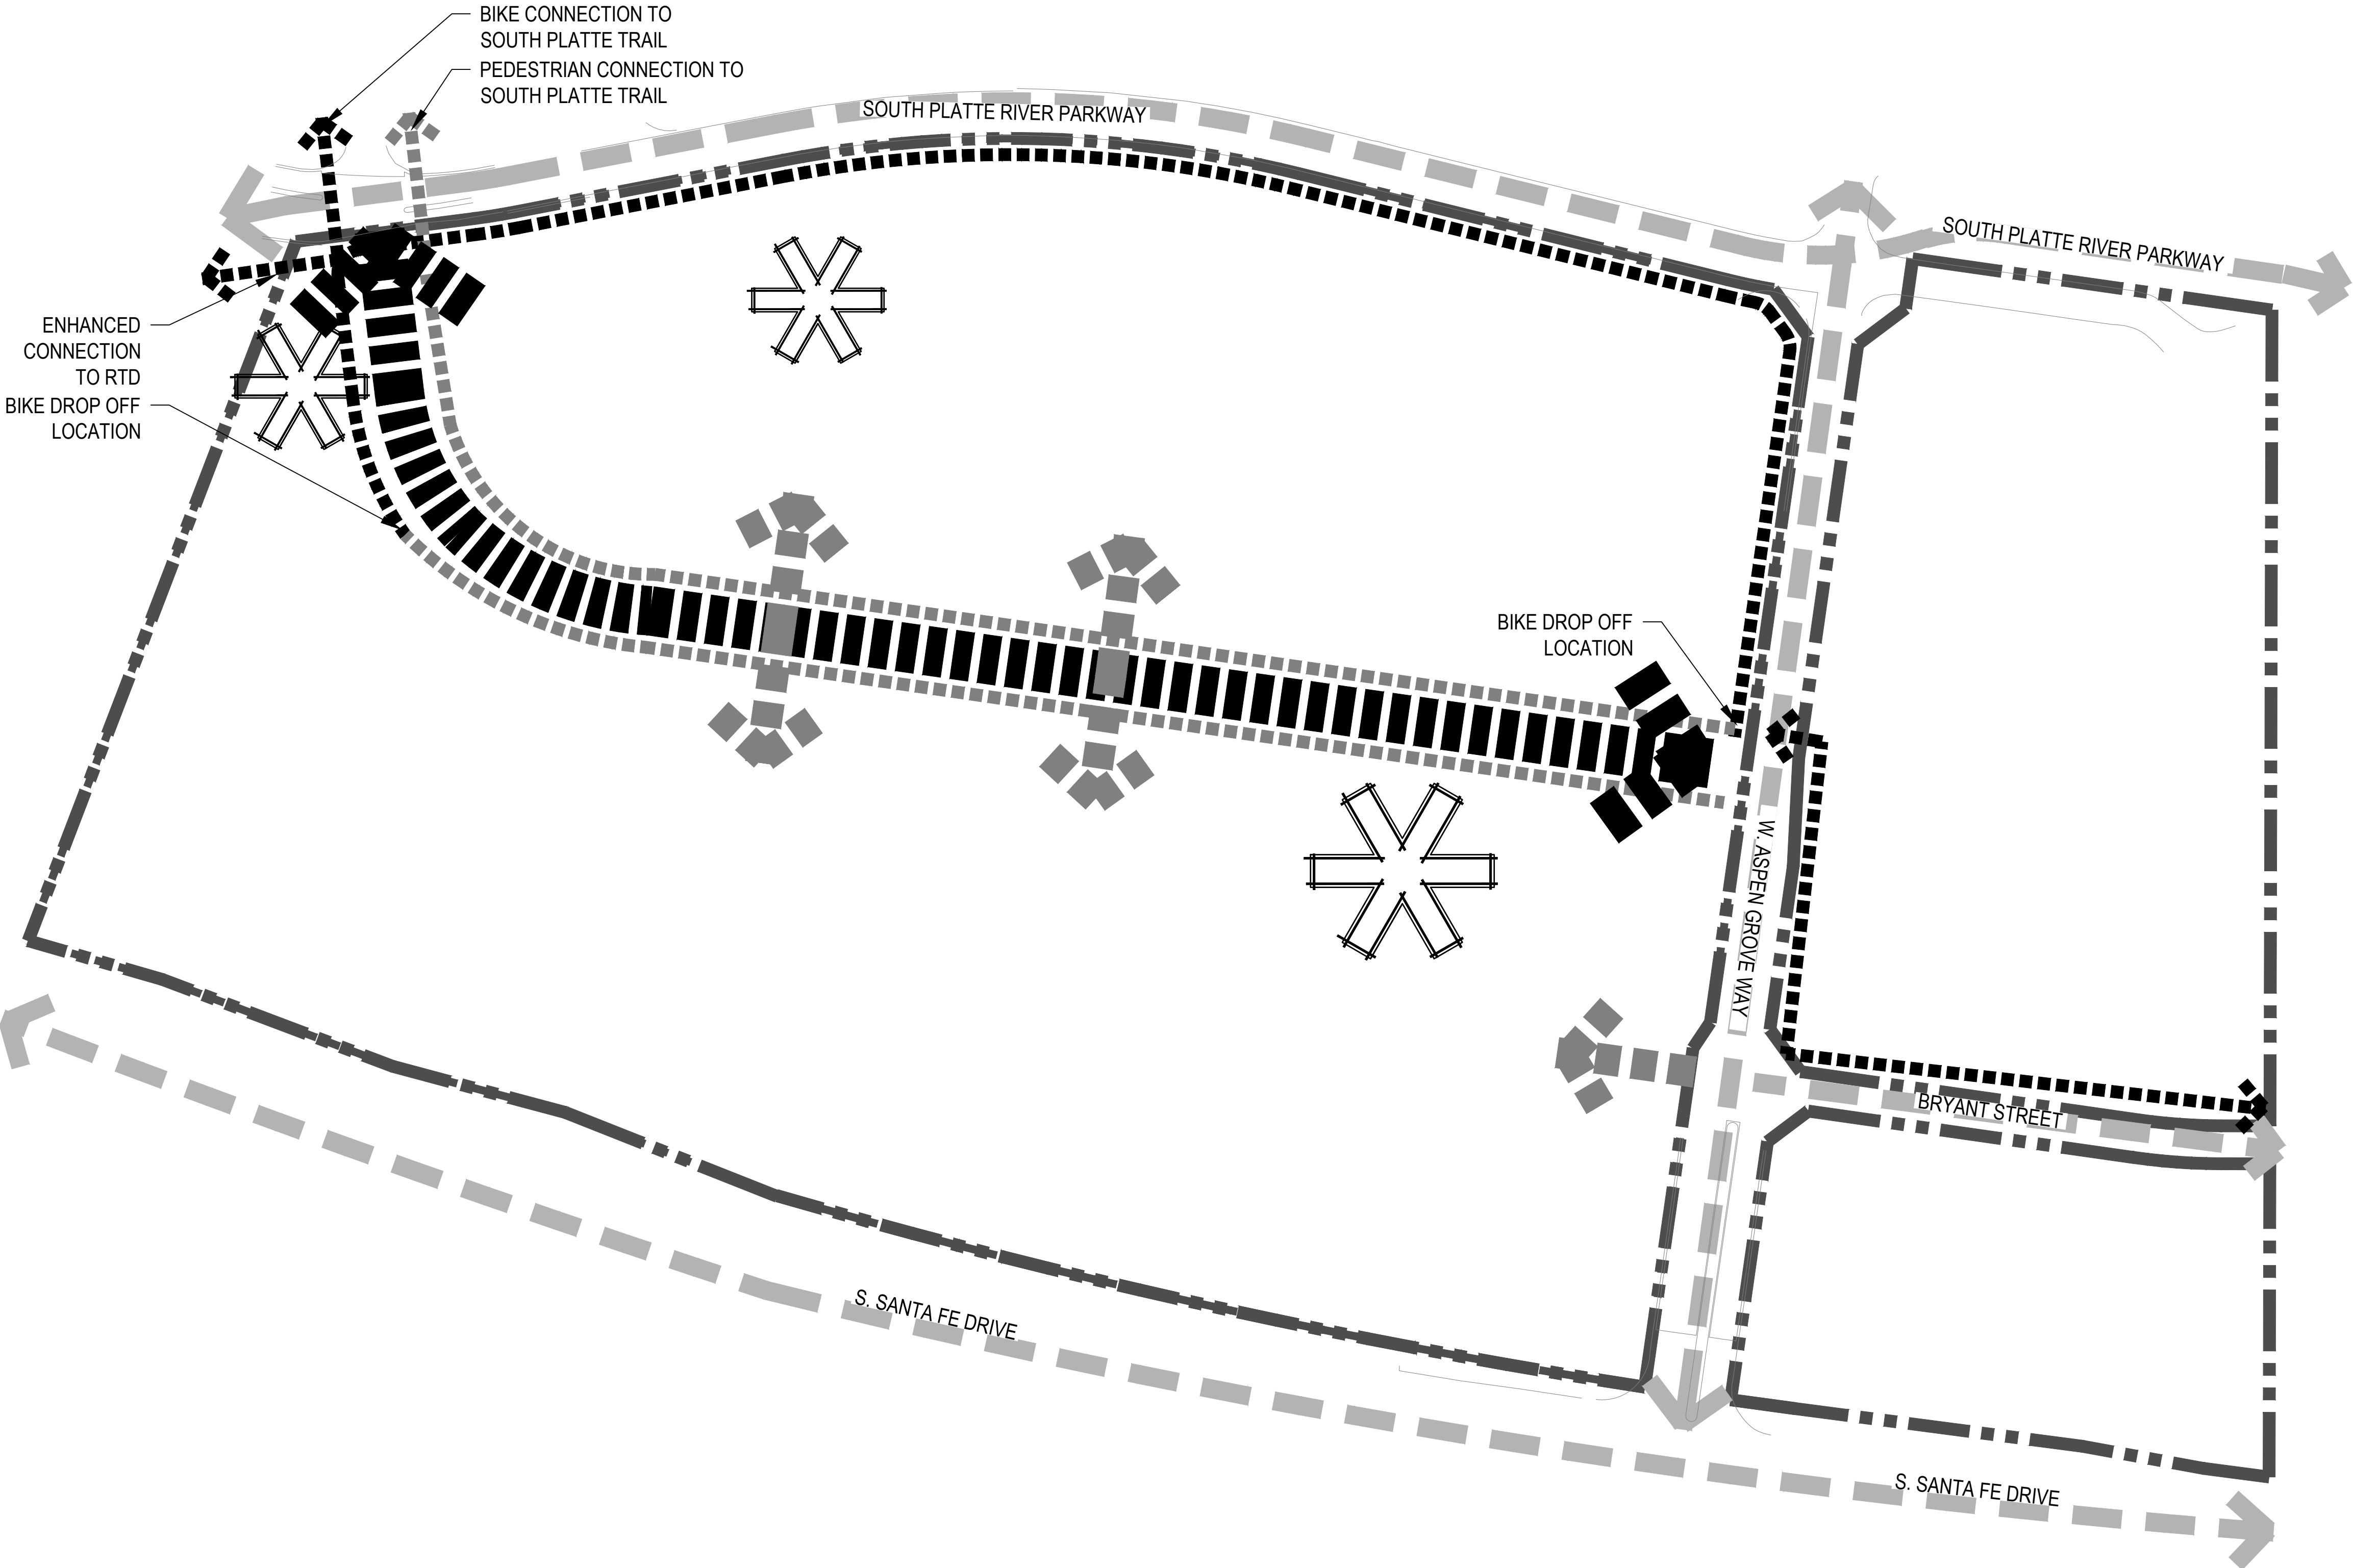 BIKE CONNECTION TO
SOUTH PLATTE TRAIL
PEDESTRIAN CONNECTION TO
SOUTH PLATTE TRAIL
SOUTH PLATTE RIVER PARKWAY
SOUTH PLATTE RIVER PARKWAY
ENHANCED
CONNECTION
TO RTD
BIKE DROP OFF
LOCATION
BIKE DROP OFF
LOCATION
W. ASPEN GROVE WAY
BRYANT STREET
S. SANTA FE DRIVE
S. SANTA FE DRIVE